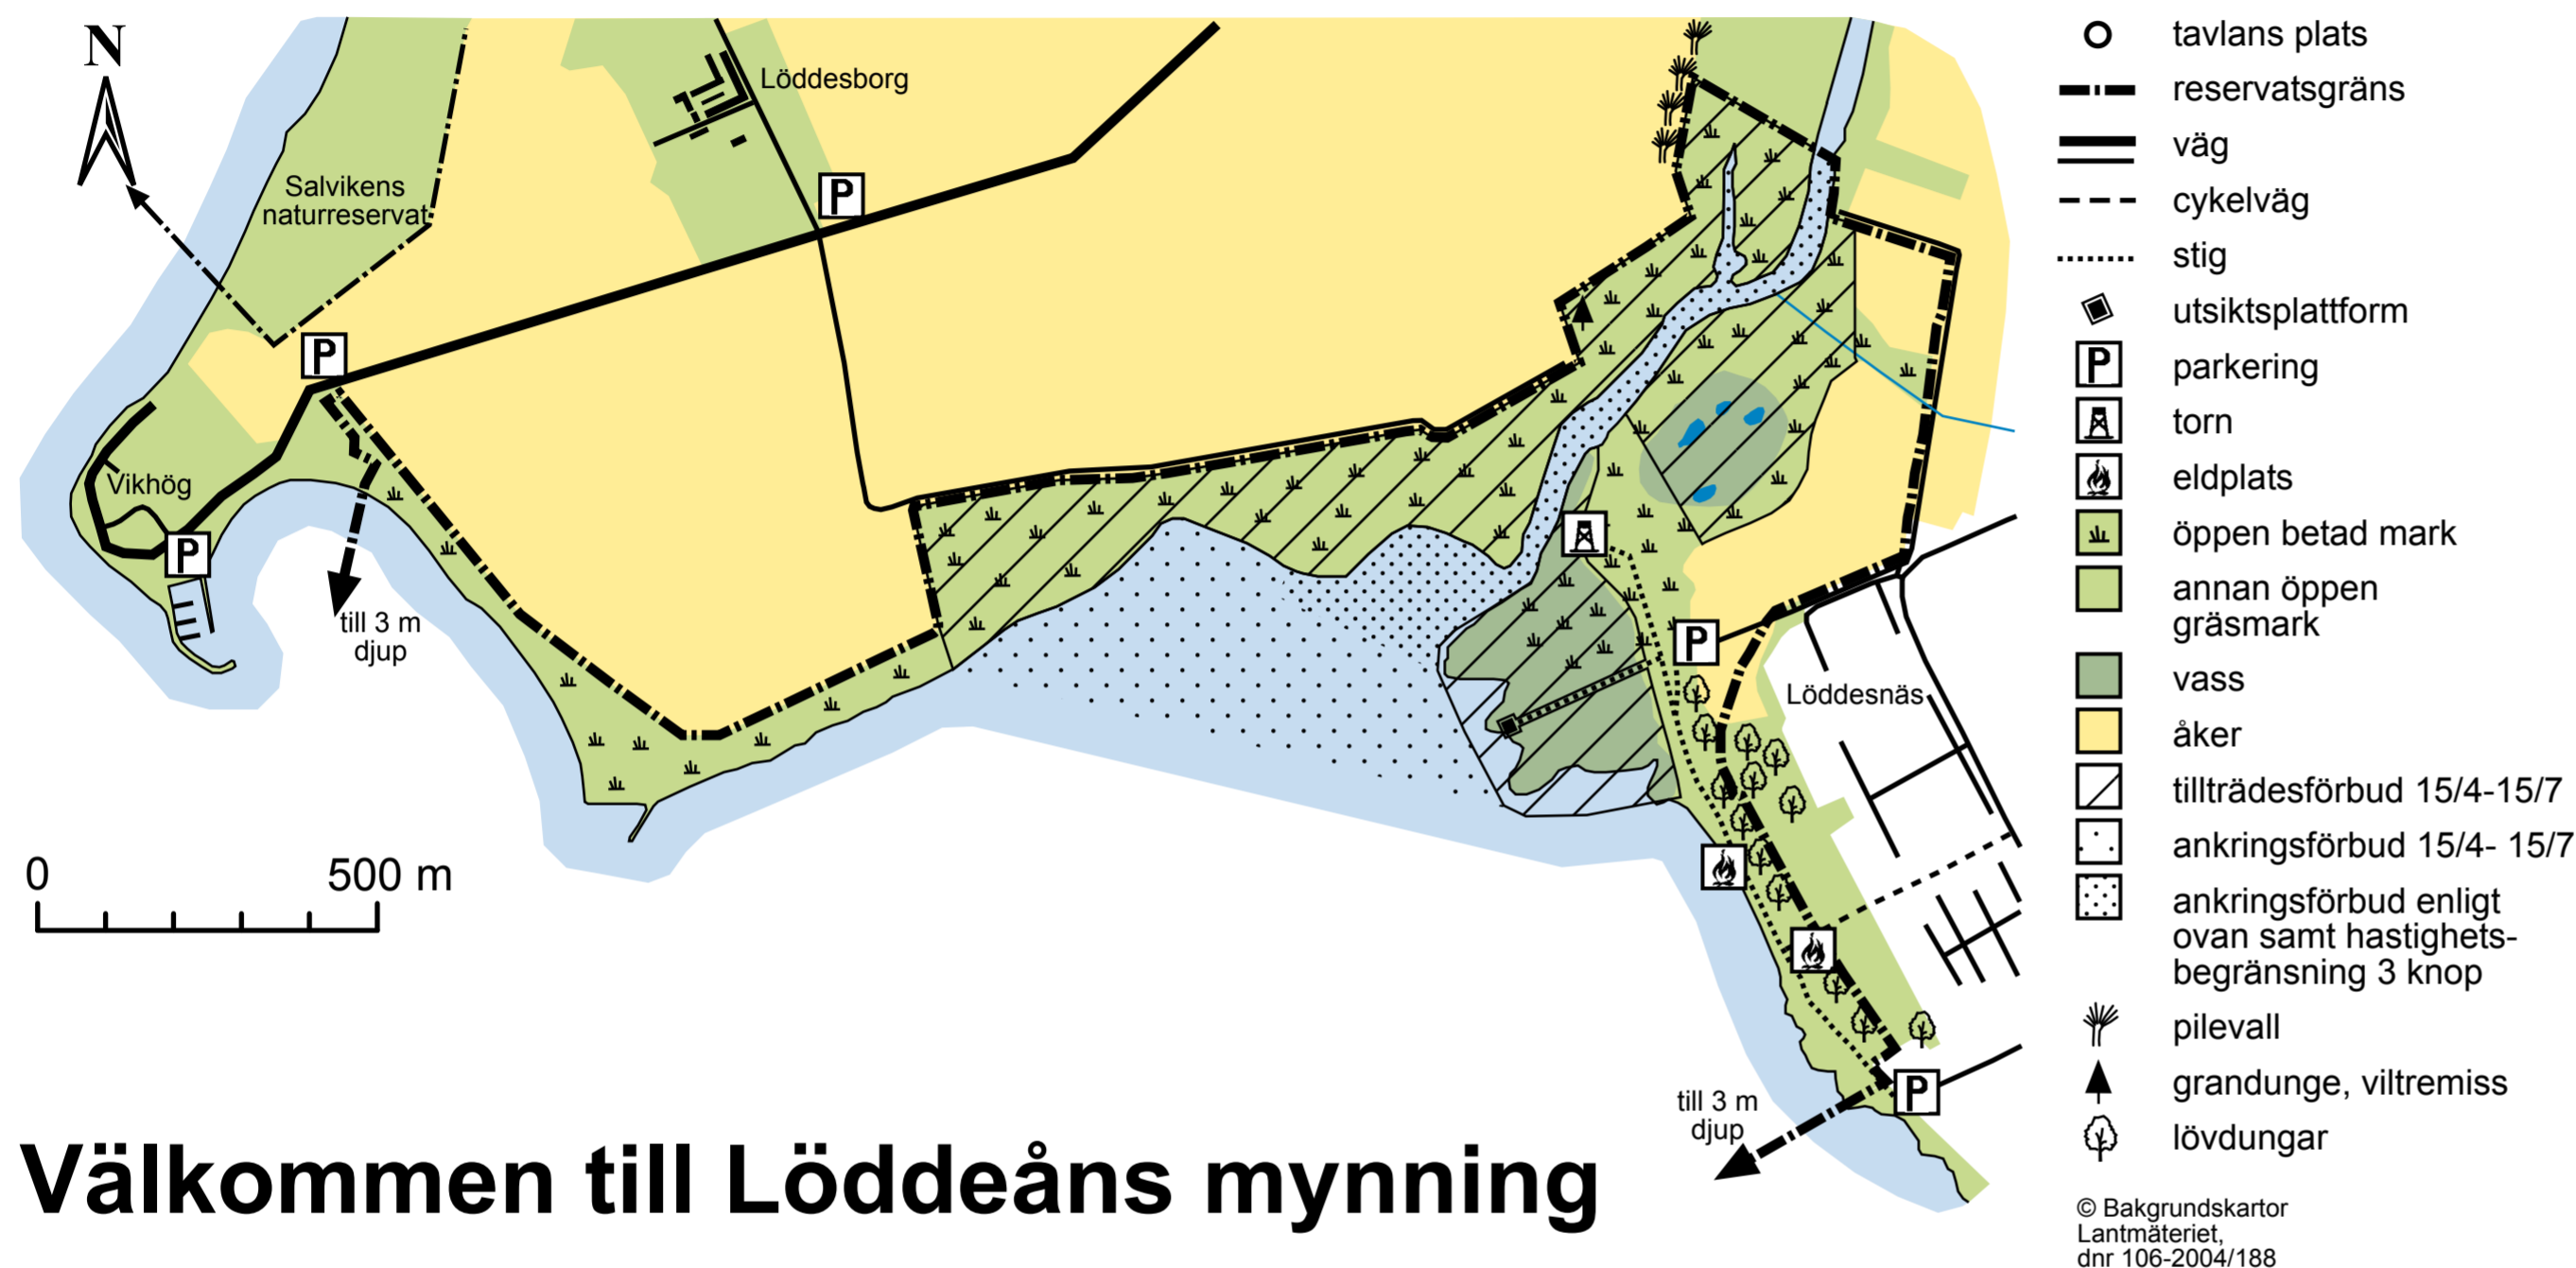 N
Löddesborg
P
Salvikens
naturreservat
P
Vikhög
P
till 3 m
djup
P
Löddesnäs
0 500 m
till 3 m
djup
P
Välkommen till Löddeåns mynning
tavlans plats
reservatsgräns
väg
cykelväg
stig
utsiktsplattform
P parkering
torn
eldplats
öppen betad mark
annan öppen
gräsmark
vass
åker
tillträdesförbud 15/4-15/7
ankringsförbud 15/4- 15/7
ankringsförbud enligt
ovan samt hastighets-
begränsning 3 knop
pilevall
grandunge, viltremiss
lövdungar
© Bakgrundskartor
Lantmäteriet,
dnr 106-2004/188